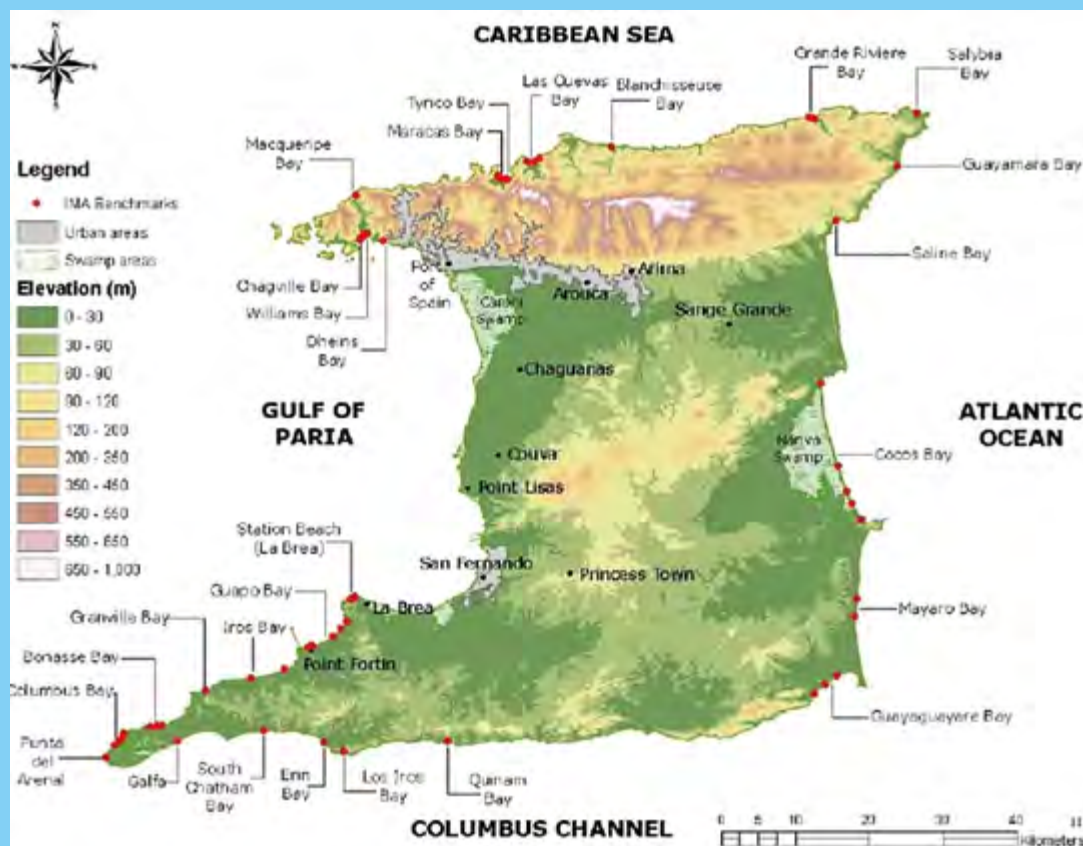 CARIBBEAN SEA
Grande Riviere
Bay
Salybia
Bay
Las Cuevas
Bay
Blanchisseuse
Bay
Tyrico Bay
Maracas Bay
Macqueripe
Bay
Guayamara Bay
Legend
IMA Benchmarks
Urban areas
Swamp areas
Saline Bay
Elevation (m)
0 - 30
30 - 60
60 - 90
90 - 120
120 - 200
200 - 350
350 - 450
450 - 550
550 - 650
650 - 1,000
Chagville Bay
Williams Bay
Dheins
Bay
Port
of
Spain
Caroni
Swamp
Arima
Arouca
Sange Grande
Chaguanas
GULF OF
PARIA
ATLANTIC
OCEAN
Nariva
Swamp
Cocos Bay
Couva
Point Lisas
Station Beach
(La Brea)
San Fernando
Princess Town
Guapo Bay
La Brea
Mayaro Bay
Granville Bay
Iros Bay
Point Fortin
Bonasse Bay
Columbus Bay
Guayaguayare Bay
Punta
del
Arenal
Galfa
South
Chatham
Bay
Erin
Bay
Los Iros
Bay
Quinam
Bay
COLUMBUS CHANNEL
0 5 10 20 30 40
Kilometers